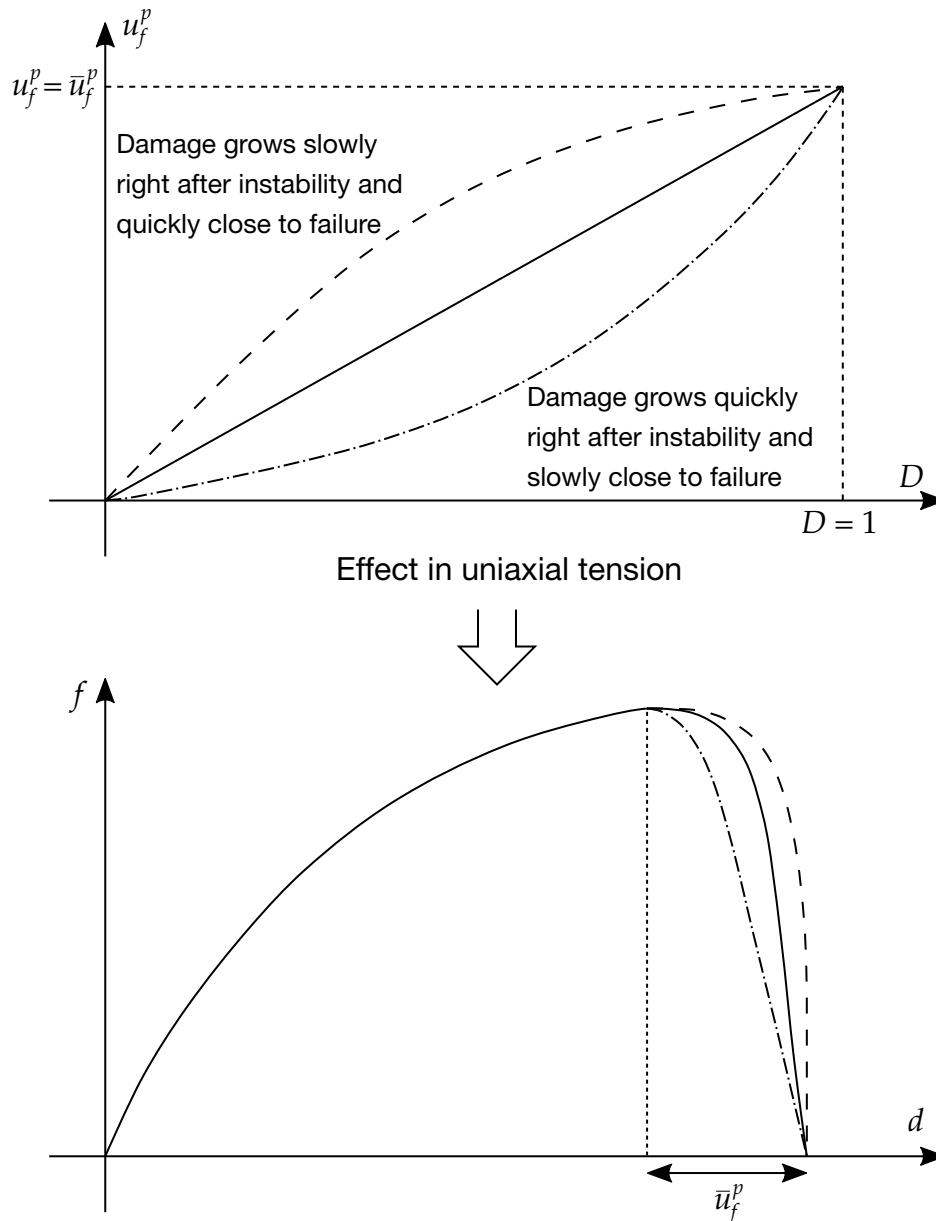 u_f^p
u_f^p = ū_f^p
Damage grows slowly
right after instability and
quickly close to failure
Damage grows quickly
right after instability and
slowly close to failure
D
D = 1
Effect in uniaxial tension
f
d
ū_f^p